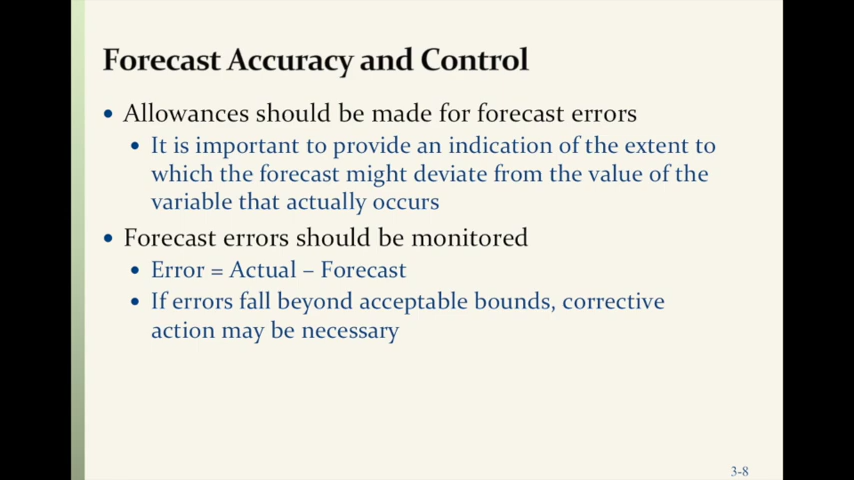 Forecast Accuracy and Control
• Allowances should be made for forecast errors
• It is important to provide an indication of the extent to
which the forecast might deviate from the value of the
variable that actually occurs
• Forecast errors should be monitored
• Error = Actual – Forecast
• If errors fall beyond acceptable bounds, corrective
action may be necessary
3-8